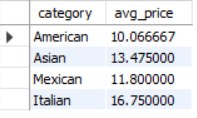 category avg_price
American 10.066667
Asian 13.475000
Mexican 11.800000
Italian 16.750000